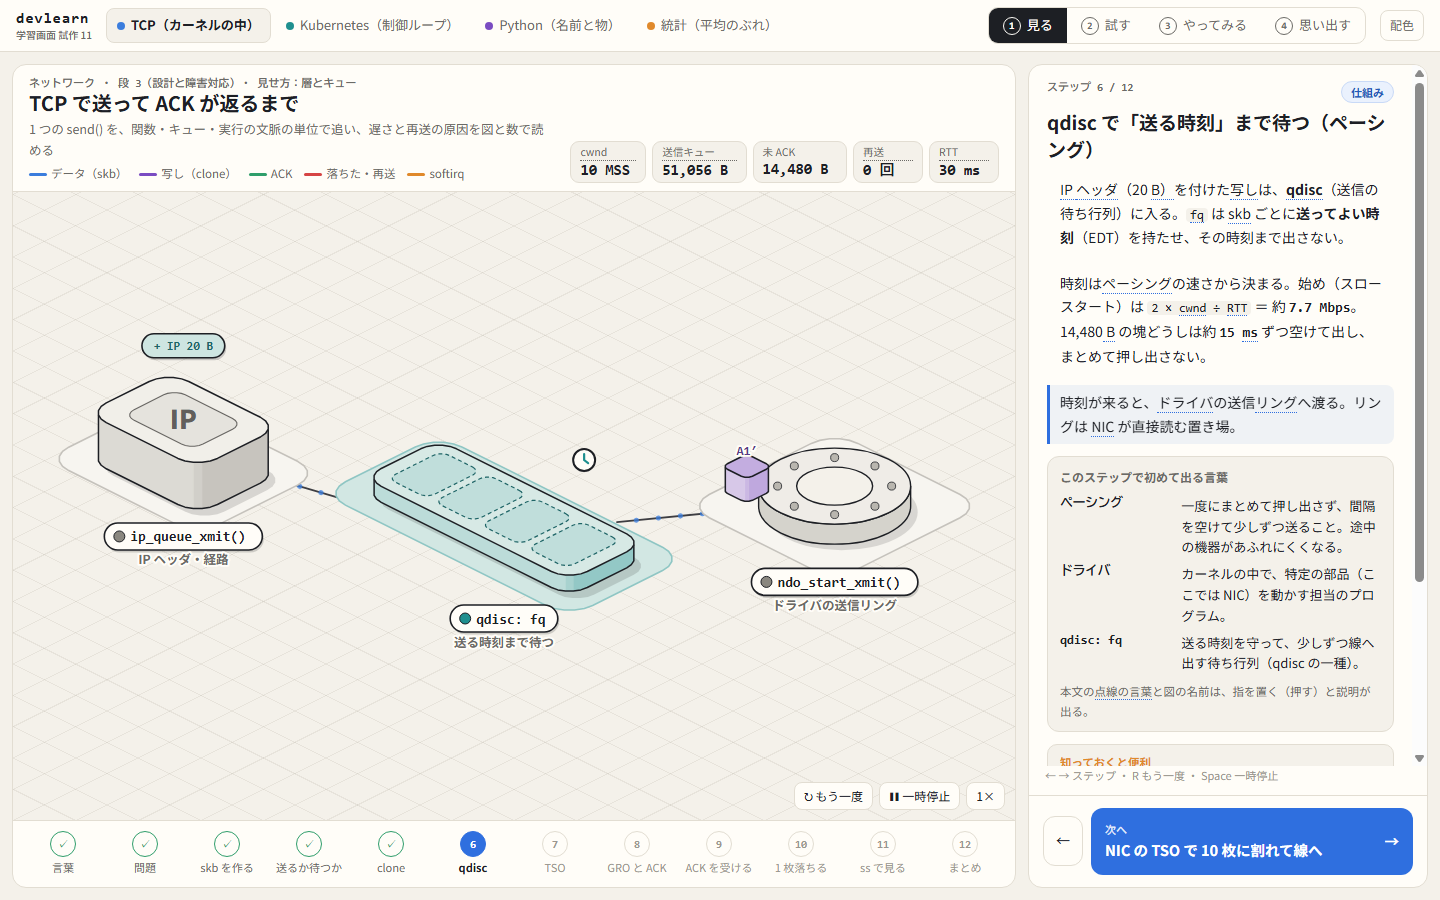 devlearn
学習画面 試作 11
TCP（カーネルの中）
Kubernetes（制御ループ）
Python（名前と物）
統計（平均のぶれ）
1 見る
2 試す
3 やってみる
4 思い出す
配色
ネットワーク ・ 段 3（設計と障害対応）・ 見せ方：層とキュー
TCP で送って ACK が返るまで
1 つの send() を、関数・キュー・実行の文脈の単位で追い、遅さと再送の原因を図と数で読
める
データ（skb）
写し（clone）
ACK
落ちた・再送
softirq
cwnd
10 MSS
送信キュー
51,056 B
未 ACK
14,480 B
再送
0 回
RTT
30 ms
+ IP 20 B
IP
ip_queue_xmit()
IP ヘッダ・経路
qdisc: fq
送る時刻まで待つ
A1′
ndo_start_xmit()
ドライバの送信リング
↻ もう一度
一時停止
1×
✓
言葉
✓
問題
✓
skb を作る
✓
送るか待つか
✓
clone
6
qdisc
7
TSO
8
GRO と ACK
9
ACK を受ける
10
1 枚落ちる
11
ss で見る
12
まとめ
ステップ 6 / 12
仕組み
qdisc で「送る時刻」まで待つ（ペーシ
ング）
IP ヘッダ（20 B）を付けた写しは、qdisc（送信の
待ち行列）に入る。 fq は skb ごとに送ってよい時
刻（EDT）を持たせ、その時刻まで出さない。
時刻はペーシングの速さから決まる。始め（スロー
スタート）は 2 × cwnd ÷ RTT ＝ 約 7.7 Mbps。
14,480 B の塊どうしは約 15 ms ずつ空けて出し、
まとめて押し出さない。
時刻が来ると、ドライバの送信リングへ渡る。リン
グは NIC が直接読む置き場。
このステップで初めて出る言葉
ペーシング
一度にまとめて押し出さず、間隔
を空けて少しずつ送ること。途中
の機器があふれにくくなる。
ドライバ
カーネルの中で、特定の部品（こ
こでは NIC）を動かす担当のプロ
グラム。
qdisc: fq
送る時刻を守って、少しずつ線へ
出す待ち行列（qdisc の一種）。
本文の点線の言葉と図の名前は、指を置く（押す）と説明が
出る。
知っておくと便利
← → ステップ ・ R もう一度 ・ Space 一時停止
←
次へ
NIC の TSO で 10 枚に割れて線へ
→